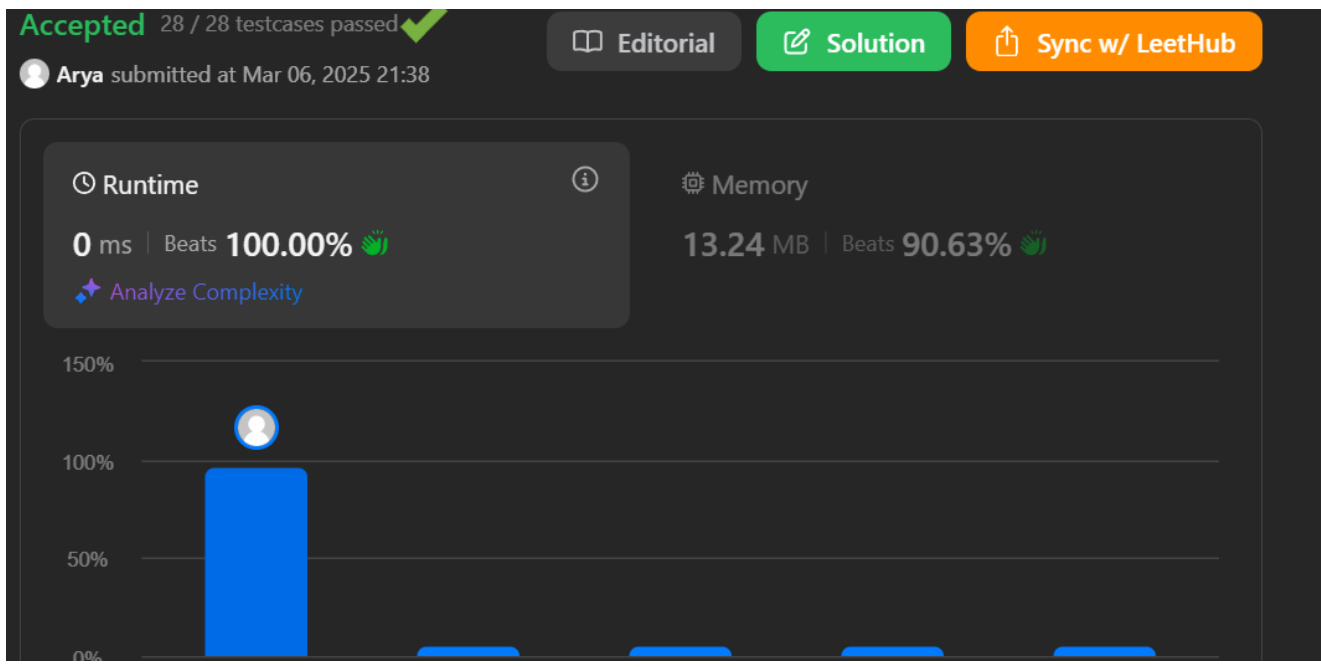 Accepted 28 / 28 testcases passed
Editorial
Solution
Sync w/ LeetHub
Arya submitted at Mar 06, 2025 21:38
Runtime
0 ms | Beats 100.00%
Analyze Complexity
Memory
13.24 MB | Beats 90.63%
150%
100%
50%
0%